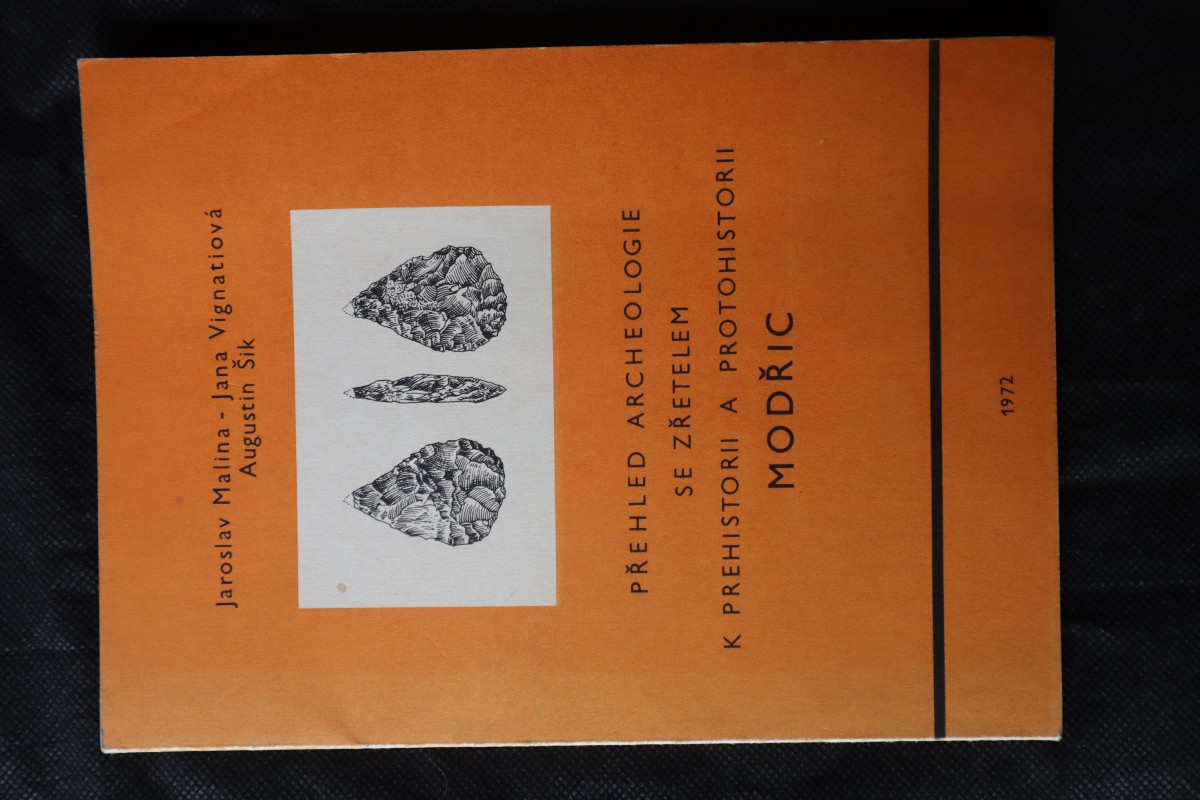 Jaroslav Malina - Jana Vignatiová
Augustin Šik
PŘEHLED ARCHEOLOGIE
SE ZŘETELEM
K PREHISTORII A PROTOHISTORII
MODŘIC
1972